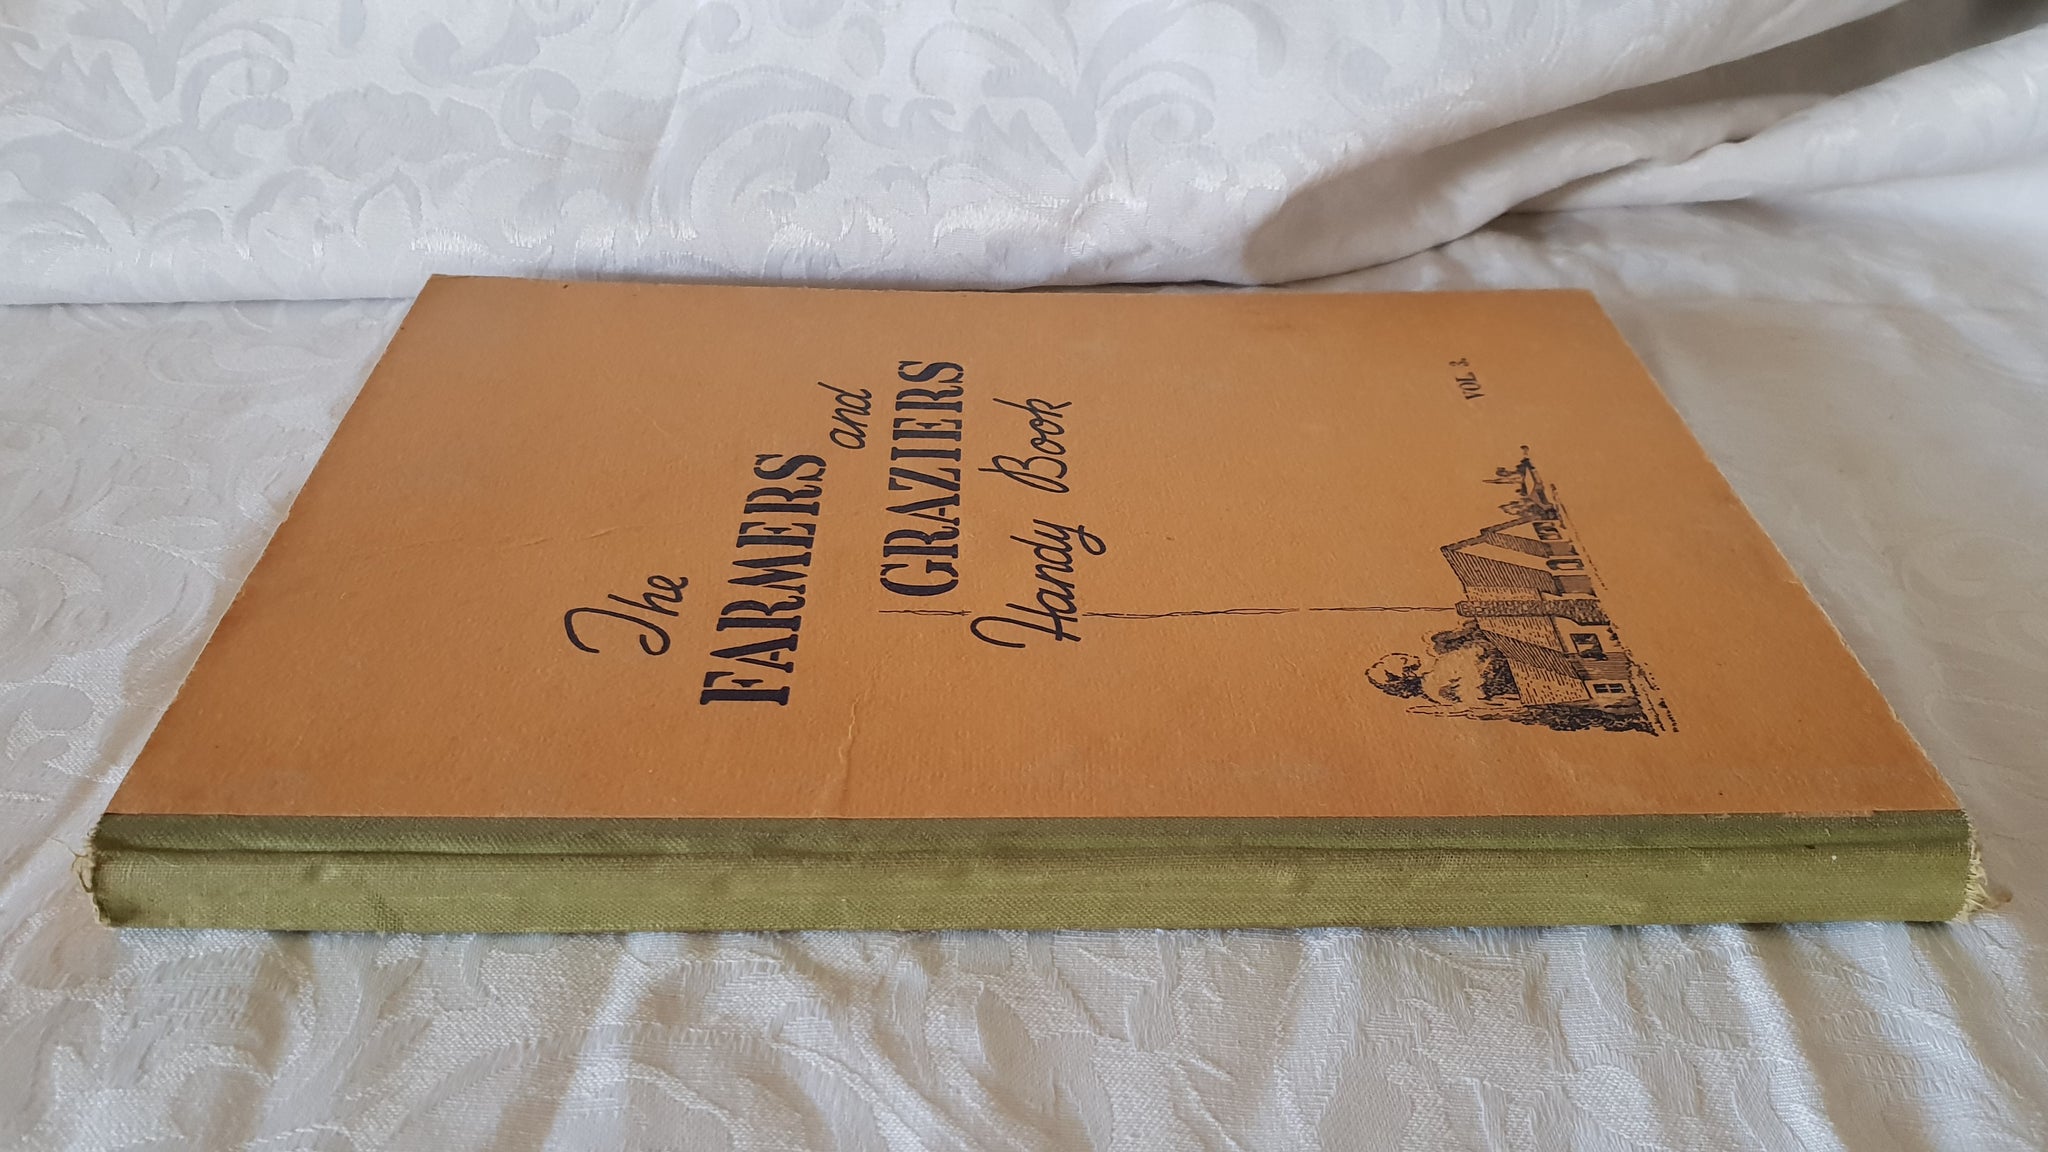 The
FARMERS
and
GRAZIERS
Handy Book
VOL 3.